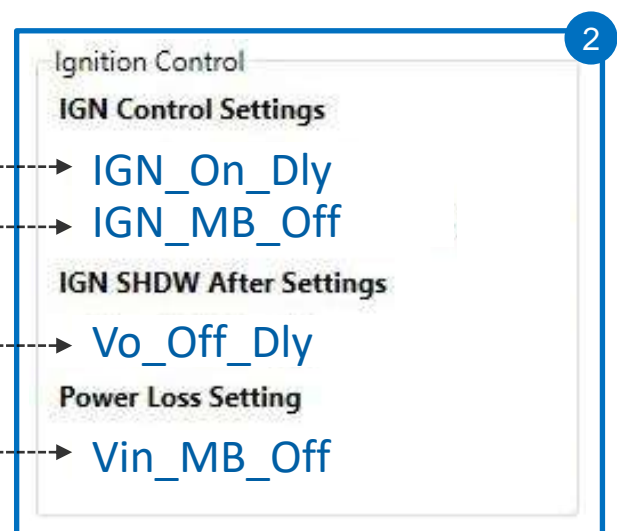 2
Ignition Control
IGN Control Settings
IGN_On_Dly
IGN_MB_Off
IGN SHDW After Settings
Vo_Off_Dly
Power Loss Setting
Vin_MB_Off